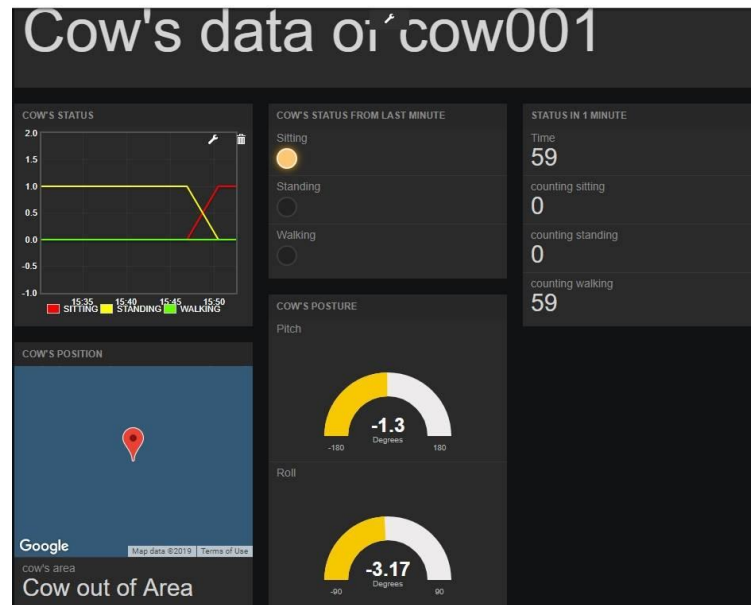 Cow's data of cow001
COW'S STATUS
2.0
1.5
1.0
0.5
0.0
-0.5
-1.0
15:35 15:40 15:45 15:50
SITTING STANDING WALKING
COW'S POSITION
Google
Map data ©2019 Terms of Use
cow's area
Cow out of Area
COW'S STATUS FROM LAST MINUTE
Sitting
Standing
Walking
COW'S POSTURE
Pitch
-1.3
Degrees
-180 180
Roll
-3.17
Degrees
-90 90
STATUS IN 1 MINUTE
Time
59
counting sitting
0
counting standing
0
counting walking
59